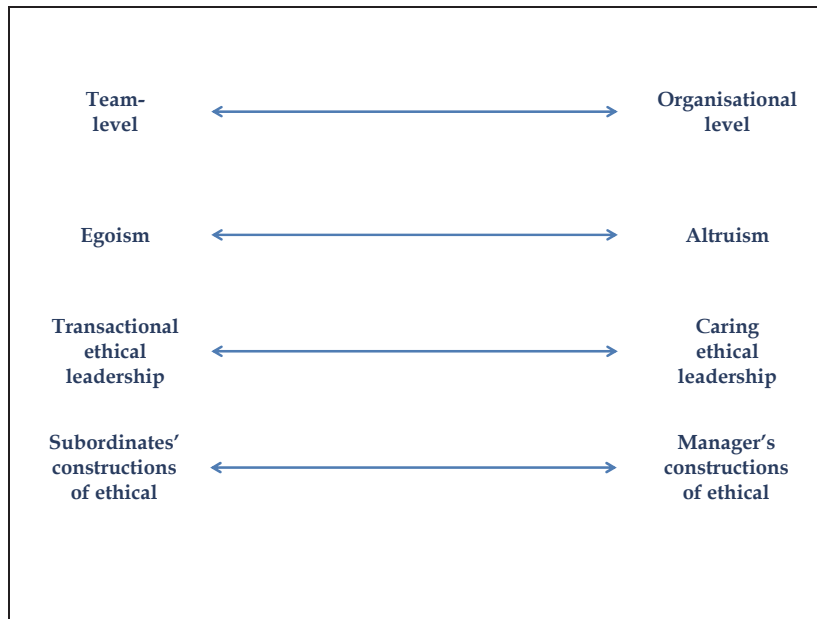 Team-
level
Organisational
level
Egoism
Altruism
Transactional
ethical
leadership
Caring
ethical
leadership
Subordinates’
constructions
of ethical
Manager’s
constructions
of ethical